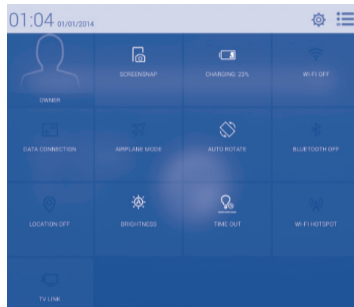 01:04 01/01/2014
OWNER
SCREENSNAP
CHARGING, 22%
WI-FI OFF
DATA CONNECTION
AIRPLANE MODE
AUTO ROTATE
BLUETOOTH OFF
LOCATION OFF
BRIGHTNESS
TIME OUT
WI-FI HOTSPOT
TV LINK